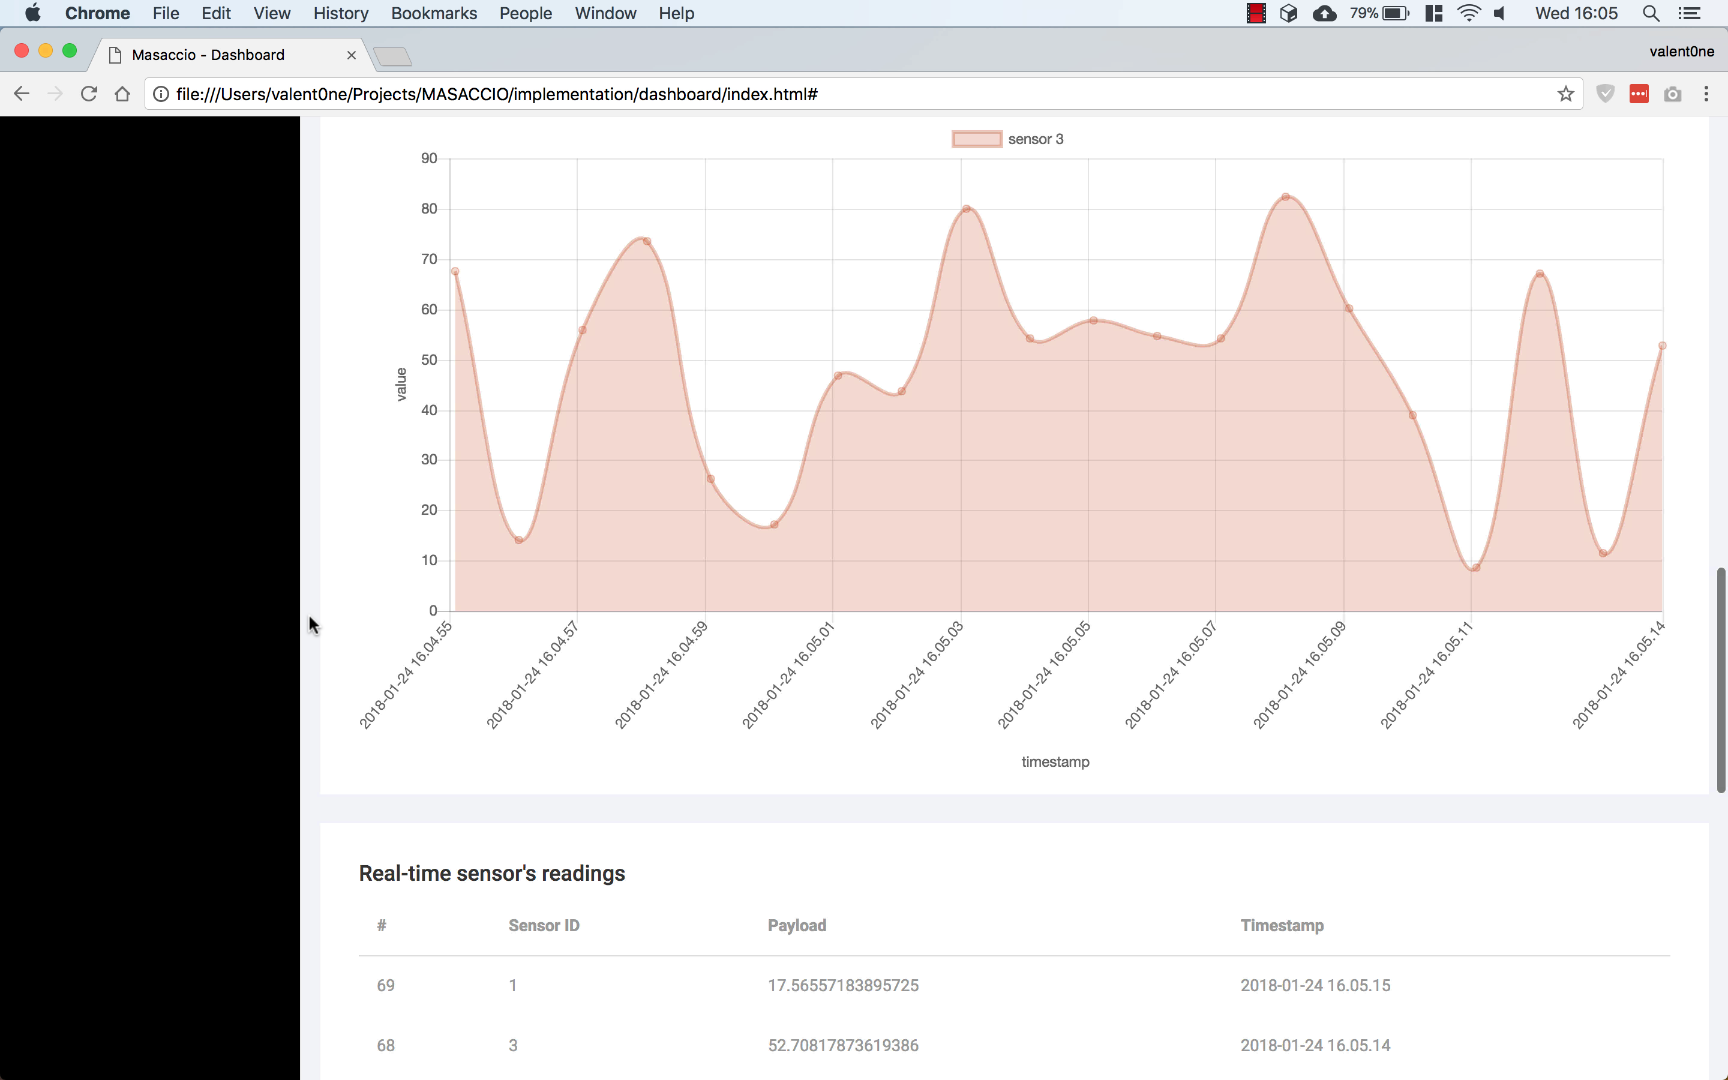 Chrome File Edit View History Bookmarks People Window Help 79% Wed 16:05
Masaccio - Dashboard valent0ne
file:///Users/valent0ne/Projects/MASACCIO/implementation/dashboard/index.html#
sensor 3
90
80
70
60
50
40
30
20
10
0
value
2018-01-24 16.04.55
2018-01-24 16.04.57
2018-01-24 16.04.59
2018-01-24 16.05.01
2018-01-24 16.05.03
2018-01-24 16.05.05
2018-01-24 16.05.07
2018-01-24 16.05.09
2018-01-24 16.05.11
2018-01-24 16.05.14
timestamp
Real-time sensor's readings
# Sensor ID Payload Timestamp
69 1 17.56557183895725 2018-01-24 16.05.15
68 3 52.70817873619386 2018-01-24 16.05.14